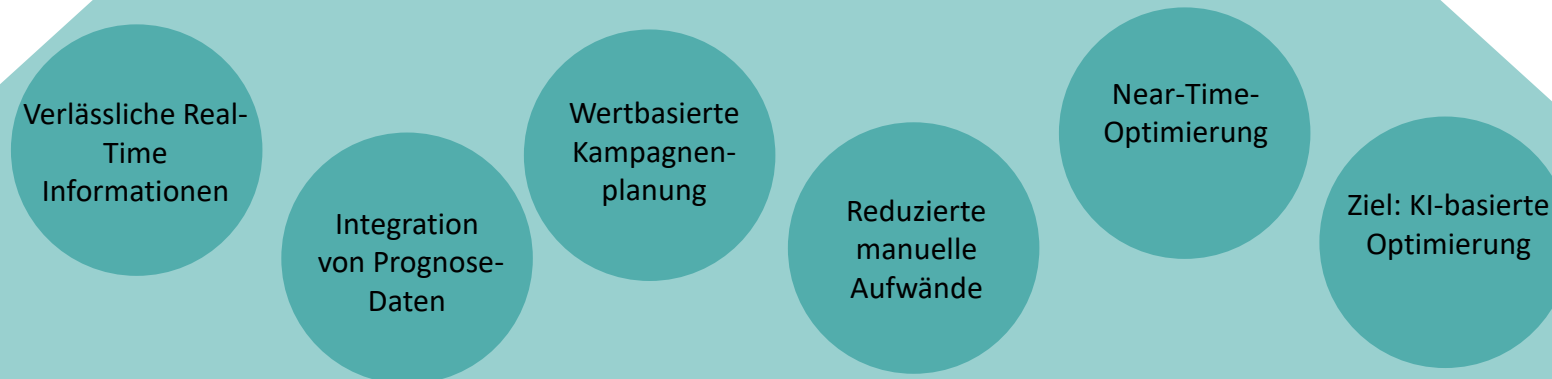 Verlässliche Real-
Time
Informationen
Integration
von Prognose-
Daten
Wertbasierte
Kampagnen-
planung
Reduzierte
manuelle
Aufwände
Near-Time-
Optimierung
Ziel: KI-basierte
Optimierung